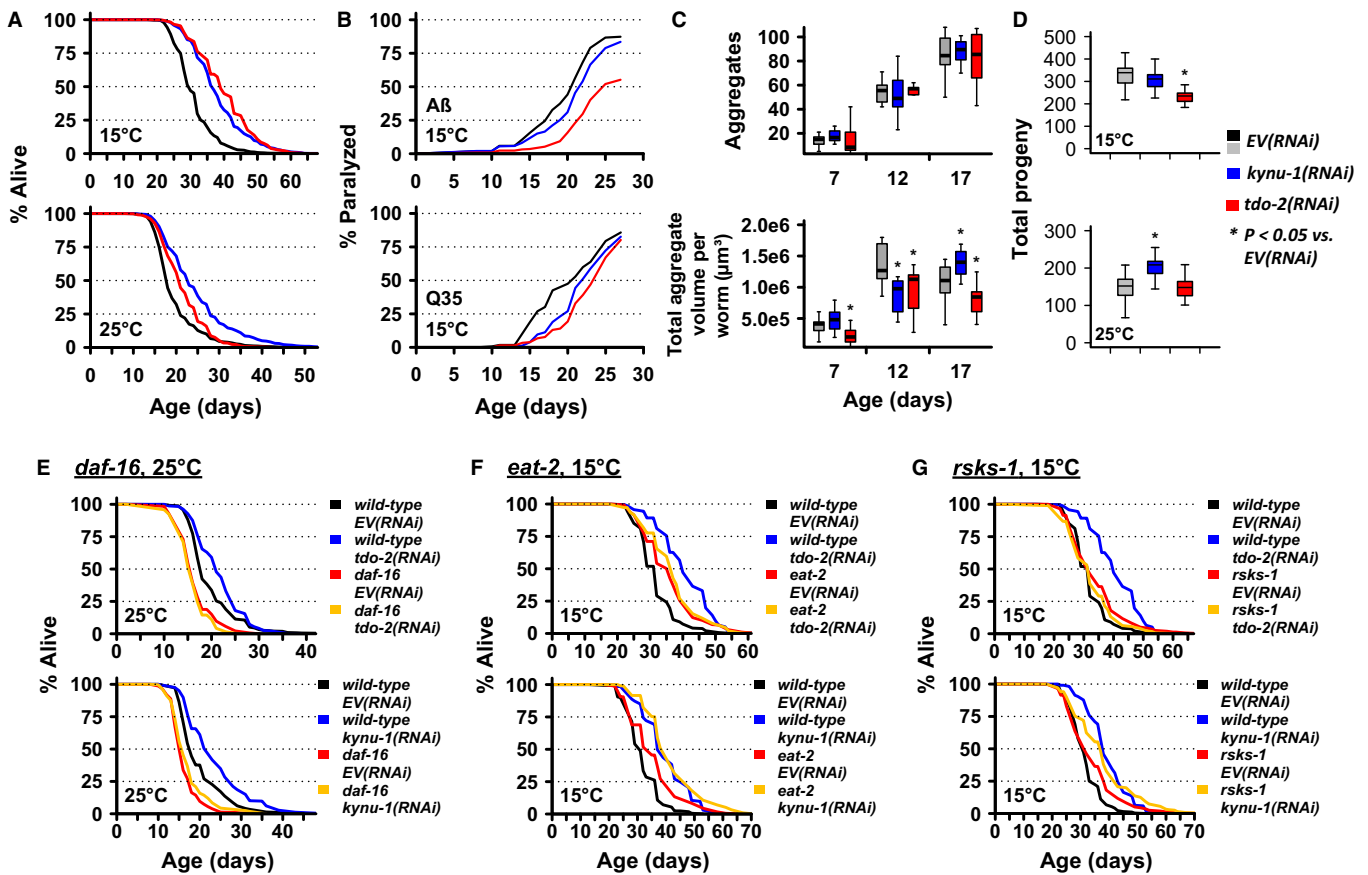 A
% Alive
100
75
50
25
0
15°C
0 10 20 30 40 50 60
100
75
50
25
0
25°C
0 10 20 30 40 50
Age (days)
B
% Paralyzed
100
75
50
25
0
Aß
15°C
0 5 10 15 20 25 30
100
75
50
25
0
Q35
15°C
0 5 10 15 20 25 30
Age (days)
C
Aggregates
100
80
60
40
20
7 12 17
Total aggregate
volume per
worm (µm³)
2.0e6
1.5e6
1.0e6
5.0e5
* * * * *
7 12 17
Age (days)
D
Total progeny
500
400
300
200
100
0
*
15°C
300
200
100
0
*
25°C
EV(RNAi)
kynu-1(RNAi)
tdo-2(RNAi)
* P < 0.05 vs.
EV(RNAi)
E daf-16, 25°C
% Alive
100
75
50
25
0
25°C
0 10 20 30 40
wild-type
EV(RNAi)
wild-type
tdo-2(RNAi)
daf-16
EV(RNAi)
daf-16
tdo-2(RNAi)
100
75
50
25
0
25°C
0 10 20 30 40
wild-type
EV(RNAi)
wild-type
kynu-1(RNAi)
daf-16
EV(RNAi)
daf-16
kynu-1(RNAi)
Age (days)
F eat-2, 15°C
% Alive
100
75
50
25
0
15°C
0 10 20 30 40 50 60
wild-type
EV(RNAi)
wild-type
tdo-2(RNAi)
eat-2
EV(RNAi)
eat-2
tdo-2(RNAi)
100
75
50
25
0
15°C
0 10 20 30 40 50 60 70
wild-type
EV(RNAi)
wild-type
kynu-1(RNAi)
eat-2
EV(RNAi)
eat-2
kynu-1(RNAi)
Age (days)
G rsks-1, 15°C
% Alive
100
75
50
25
0
15°C
0 10 20 30 40 50 60
wild-type
EV(RNAi)
wild-type
tdo-2(RNAi)
rsks-1
EV(RNAi)
rsks-1
tdo-2(RNAi)
100
75
50
25
0
15°C
0 10 20 30 40 50 60 70
wild-type
EV(RNAi)
wild-type
kynu-1(RNAi)
rsks-1
EV(RNAi)
rsks-1
kynu-1(RNAi)
Age (days)